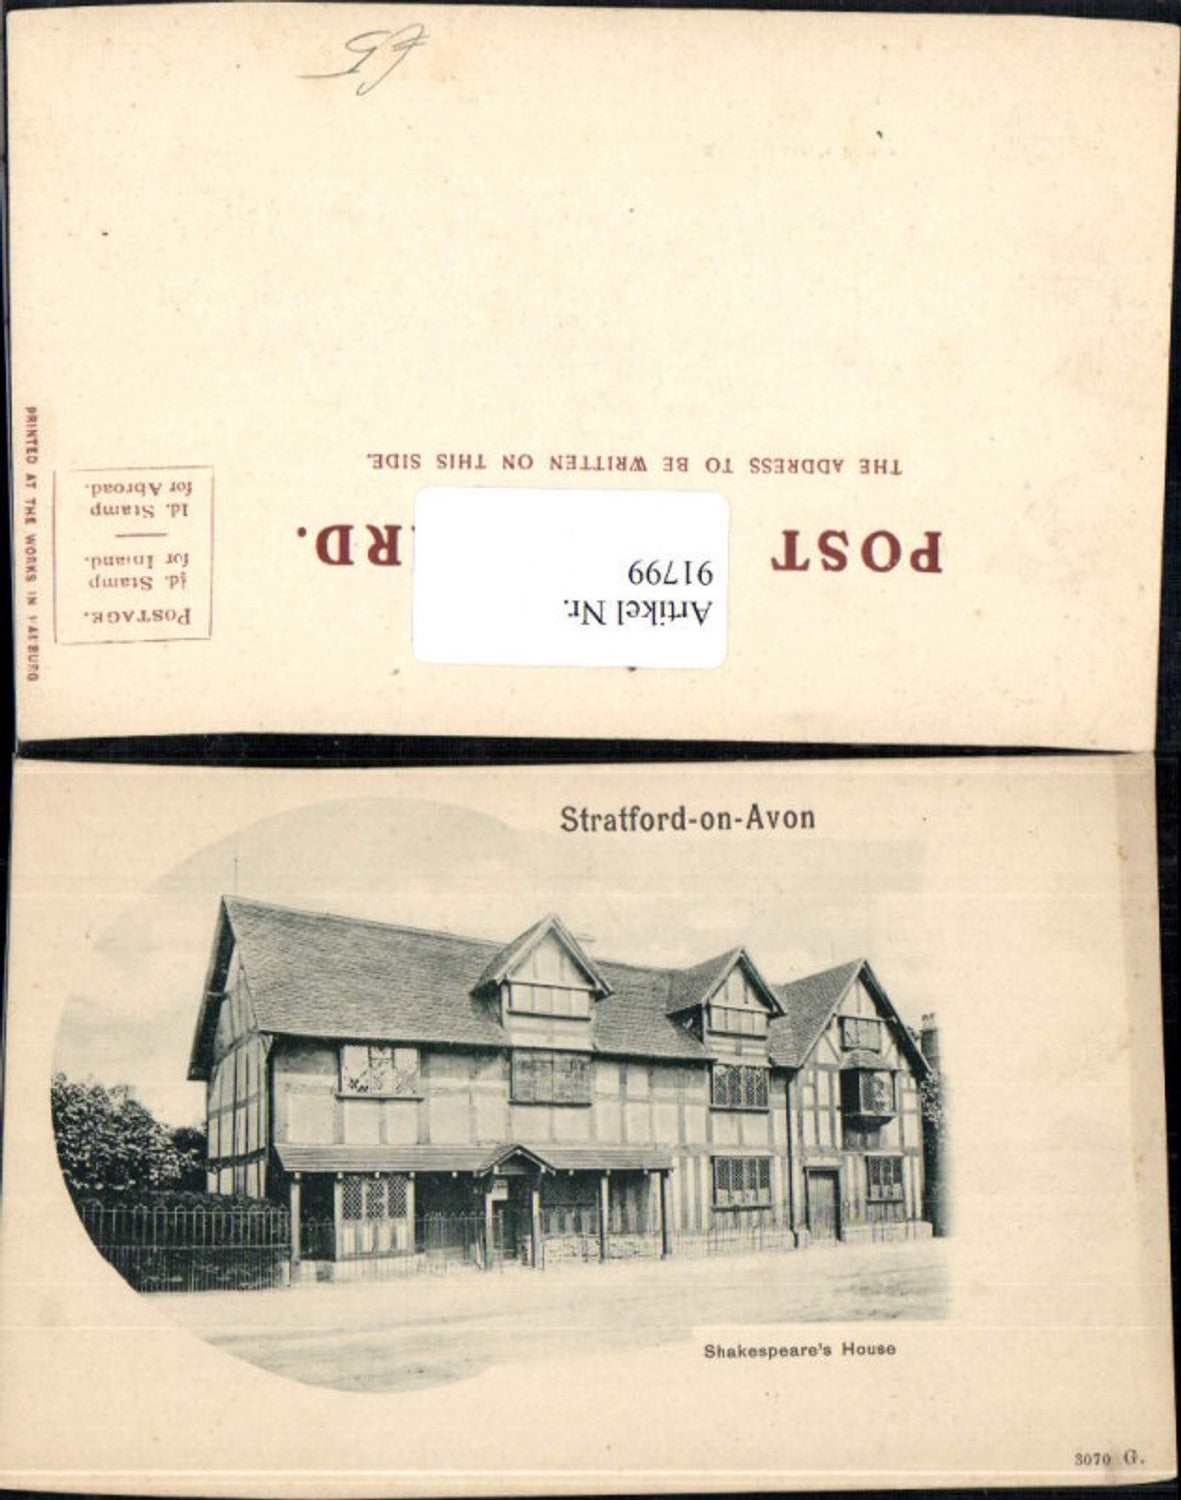 THE ADDRESS TO BE WRITTEN ON THIS SIDE.
POST ARD.
Artikel Nr.
91799
POSTAGE.
½d. Stamp
for Inland.
1d. Stamp
for Abroad.
PRINTED AT THE WORKS IN
Stratford-on-Avon
Shakespeare's House
3070 G.